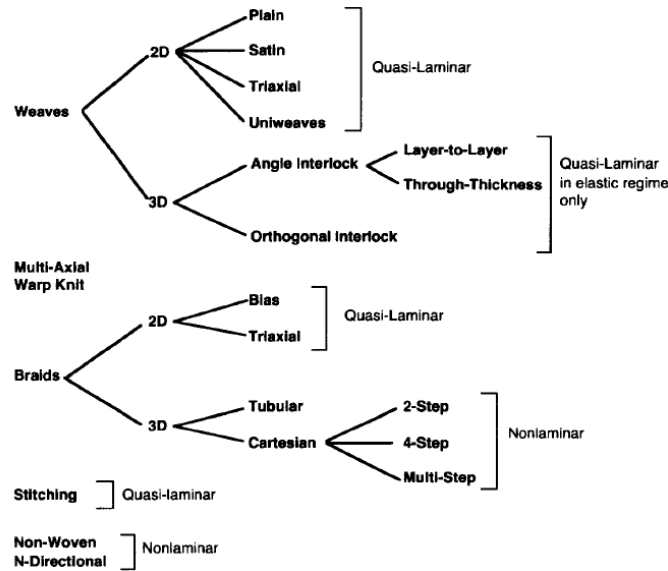 Plain
2D
Satin
Quasi-Laminar
Triaxial
Weaves
Uniweaves
Layer-to-Layer
Angle Interlock
Quasi-Laminar
in elastic regime
only
Through-Thickness
3D
Orthogonal Interlock
Multi-Axial
Warp Knit
Bias
2D
Quasi-Laminar
Triaxial
Braids
Tubular
2-Step
3D
Cartesian
4-Step
Nonlaminar
Multi-Step
Stitching
Quasi-laminar
Non-Woven
N-Directional
Nonlaminar